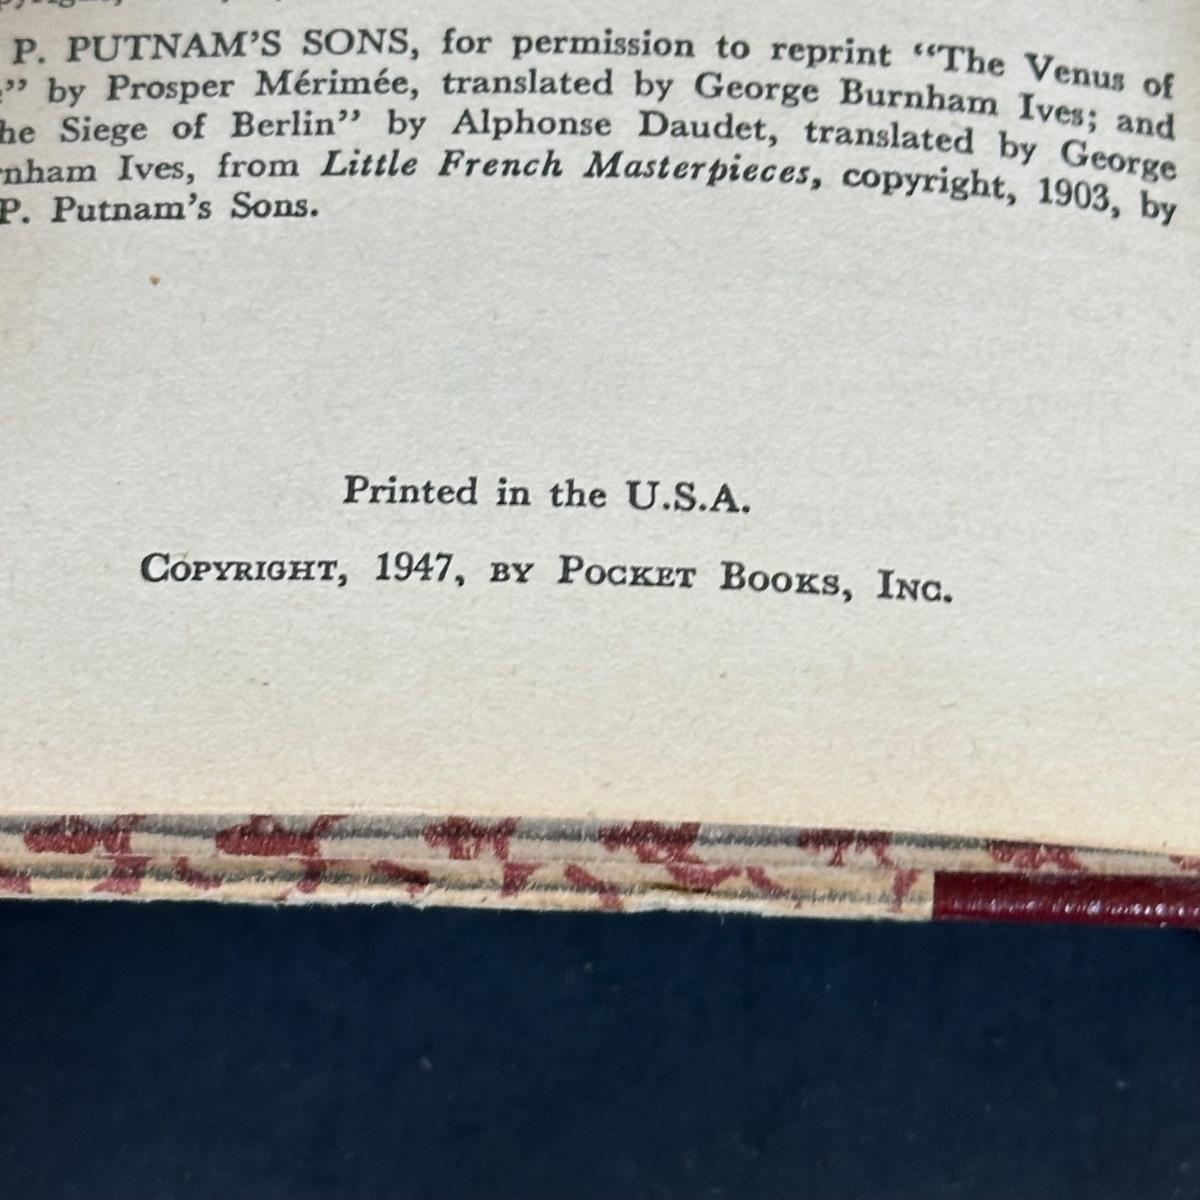 P. PUTNAM'S SONS, for permission to reprint “The Venus of
” by Prosper Mérimée, translated by George Burnham Ives; and
he Siege of Berlin” by Alphonse Daudet, translated by George
nham Ives, from Little French Masterpieces, copyright, 1903, by
P. Putnam's Sons.
Printed in the U.S.A.
COPYRIGHT, 1947, BY POCKET BOOKS, INC.